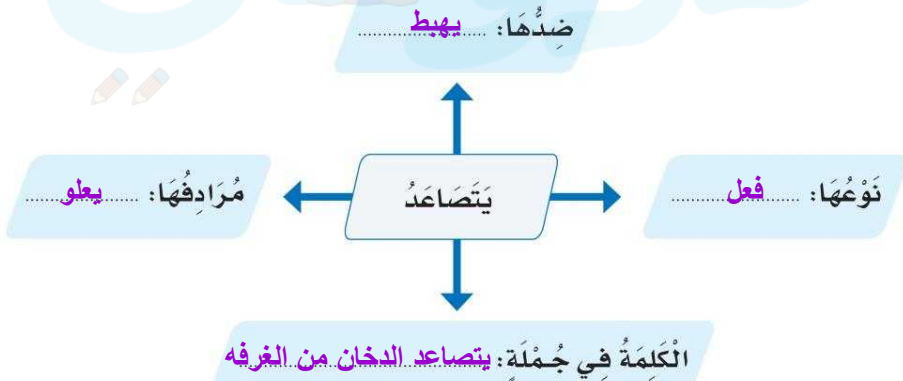 ضِدُّهَا: يهبط
نَوْعُهَا: فعل
يَتَصَاعَدُ
مُرَادِفُهَا: يعلو
الْكَلِمَةُ فِي جُمْلَةٍ: يتصاعد الدخان من الغرفه